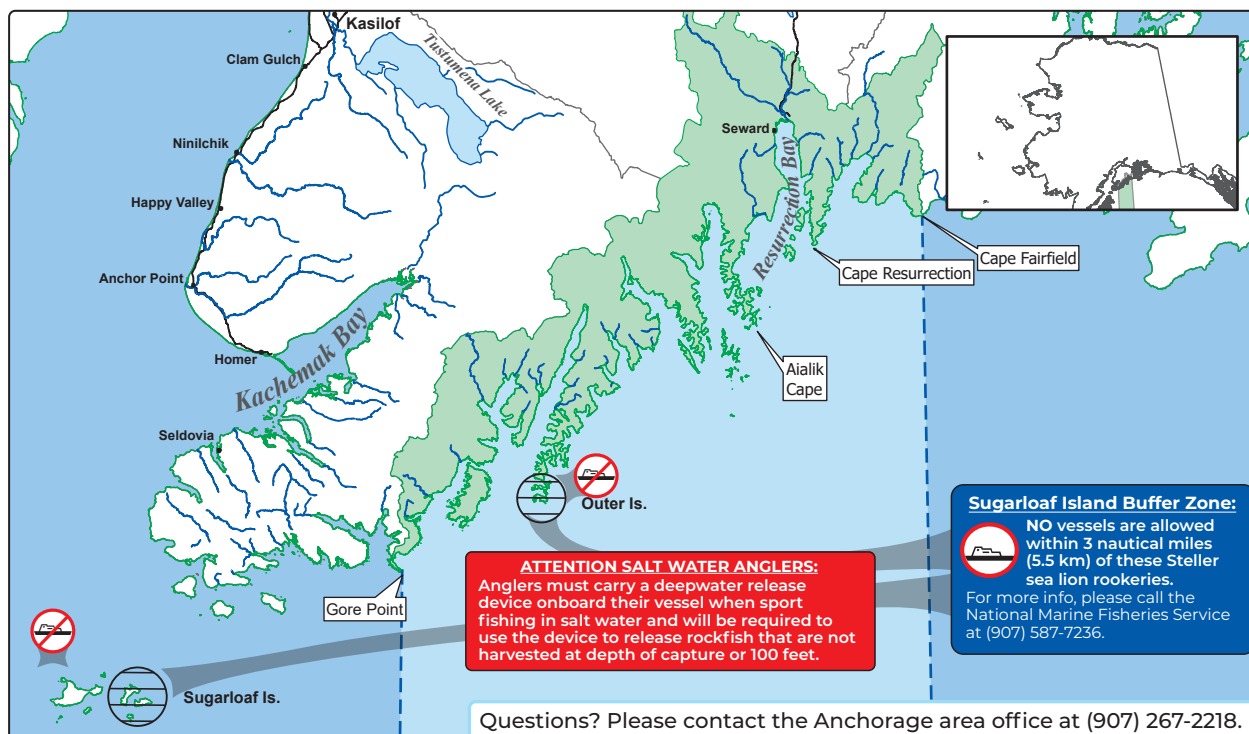 Kasilof
Clam Gulch
Tustumena Lake
Ninilchik
Seward
Happy Valley
Resurrection Bay
Cape Fairfield
Cape Resurrection
Anchor Point
Kachemak Bay
Homer
Aialik
Cape
Seldovia
Outer Is.
Sugarloaf Island Buffer Zone:
NO vessels are allowed
within 3 nautical miles
(5.5 km) of these Steller
sea lion rookeries.
For more info, please call the
National Marine Fisheries Service
at (907) 587-7236.
ATTENTION SALT WATER ANGLERS:
Anglers must carry a deepwater release
device onboard their vessel when sport
fishing in salt water and will be required to
use the device to release rockfish that are not
harvested at depth of capture or 100 feet.
Gore Point
Sugarloaf Is.
Questions? Please contact the Anchorage area office at (907) 267-2218.